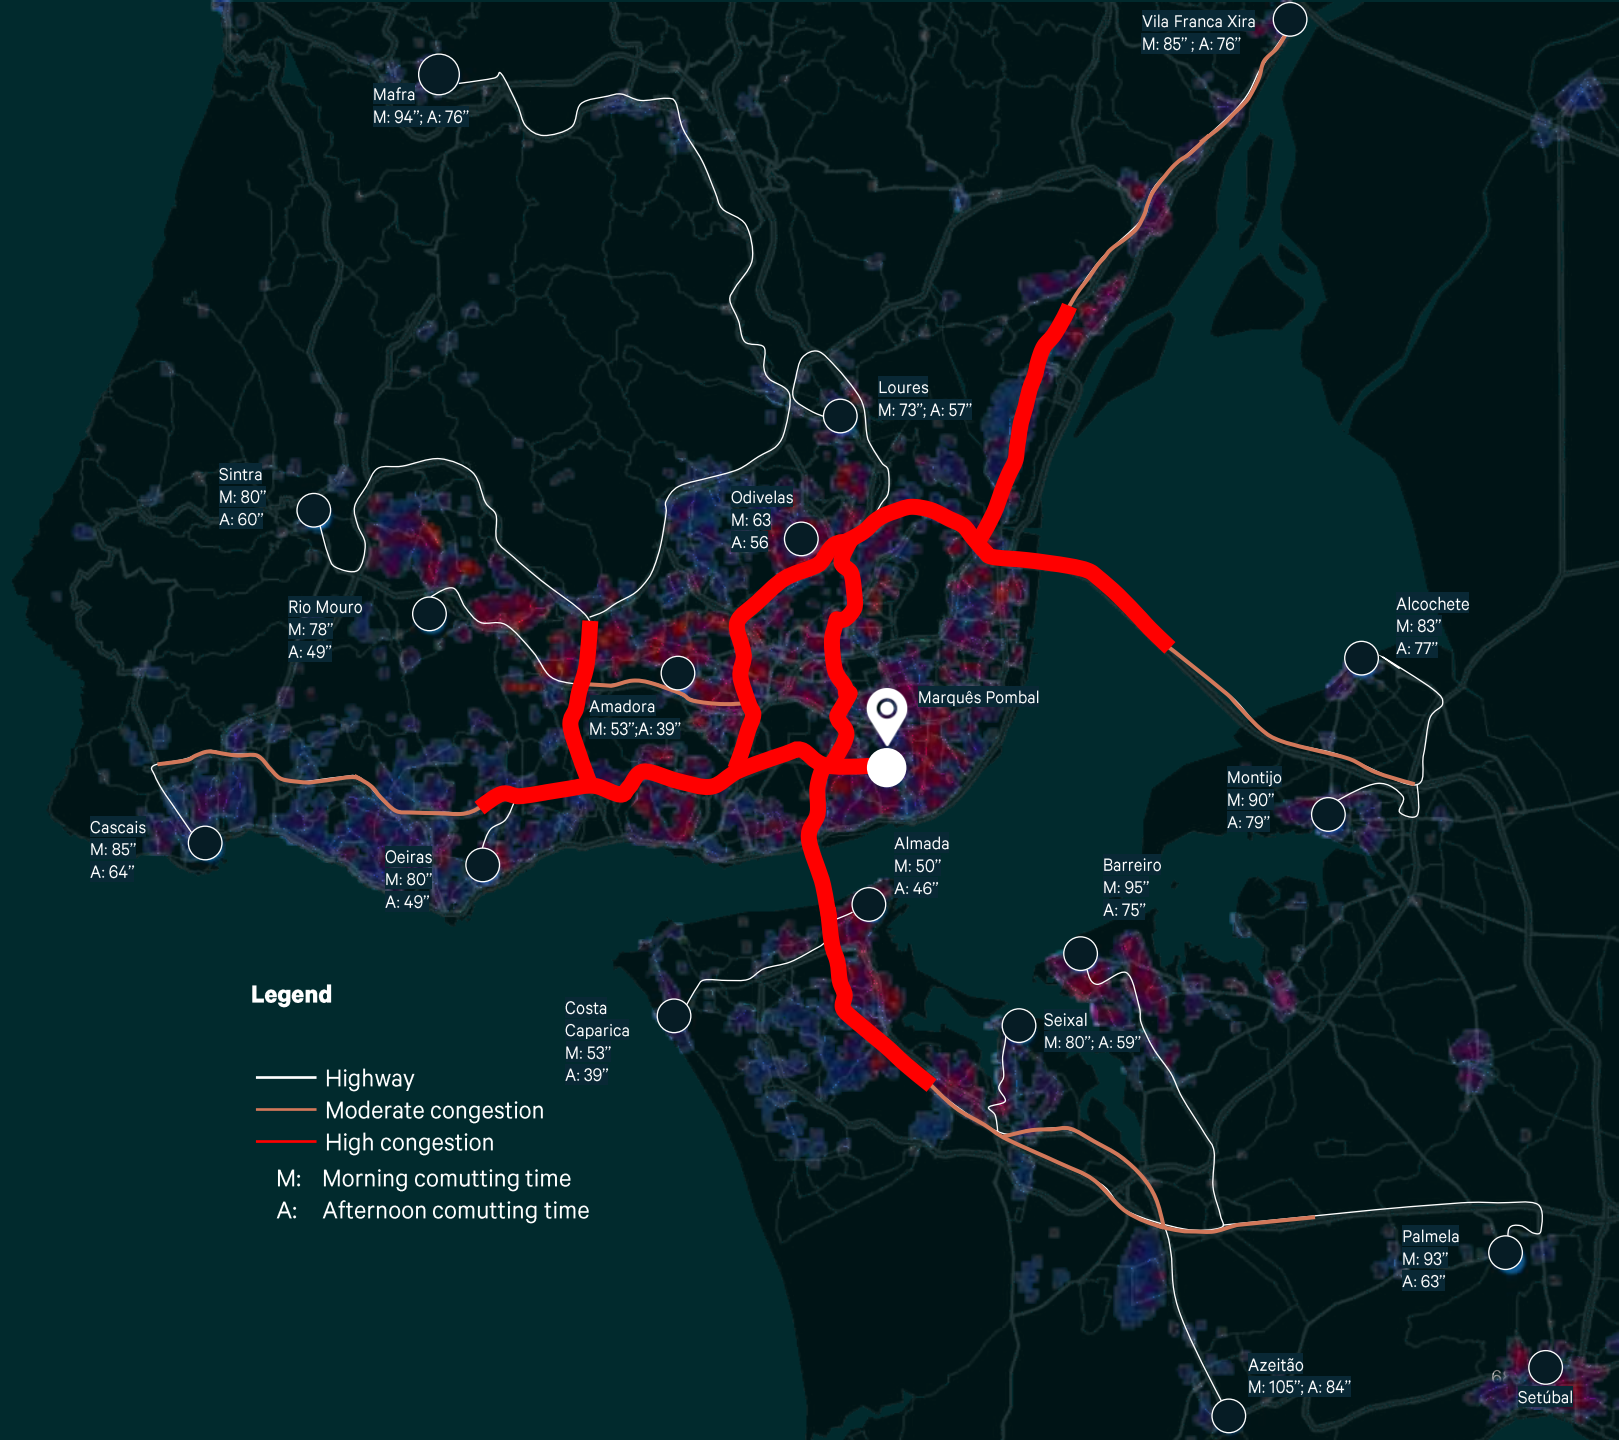 Vila Franca Xira
M: 85” ; A: 76”
Mafra
M: 94”; A: 76”
Loures
M: 73”; A: 57”
Sintra
M: 80”
A: 60”
Odivelas
M: 63
A: 56
Rio Mouro
M: 78”
A: 49”
Alcochete
M: 83”
A: 77”
Marquês Pombal
Amadora
M: 53”;A: 39”
Montijo
M: 90”
A: 79”
Cascais
M: 85”
A: 64”
Oeiras
M: 80”
A: 49”
Almada
M: 50”
A: 46”
Barreiro
M: 95”
A: 75”
Costa
Caparica
M: 53”
A: 39”
Seixal
M: 80”; A: 59”
Legend
Highway
Moderate congestion
High congestion
M: Morning comutting time
A: Afternoon comutting time
Palmela
M: 93”
A: 63”
Azeitão
M: 105”; A: 84”
Setúbal